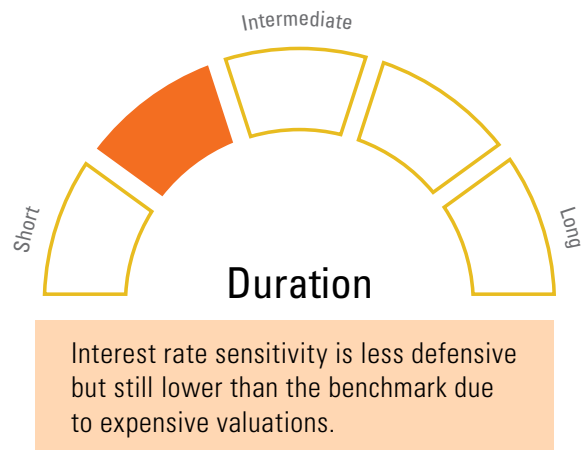 Intermediate
Short
Long
Duration
Interest rate sensitivity is less defensive
but still lower than the benchmark due
to expensive valuations.